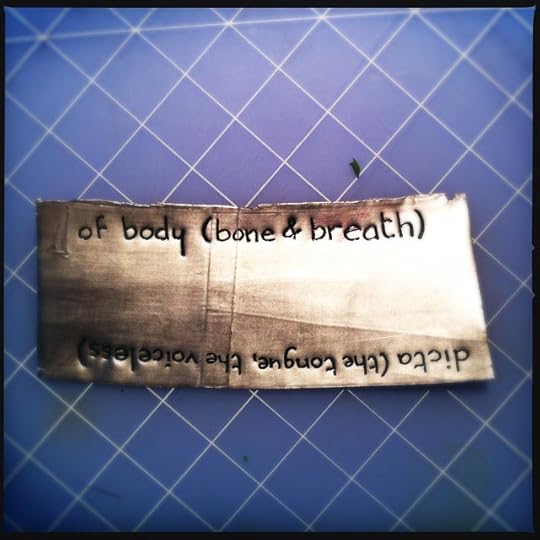 of body (bone & breath)
dicta (the tongue, the voiceless)